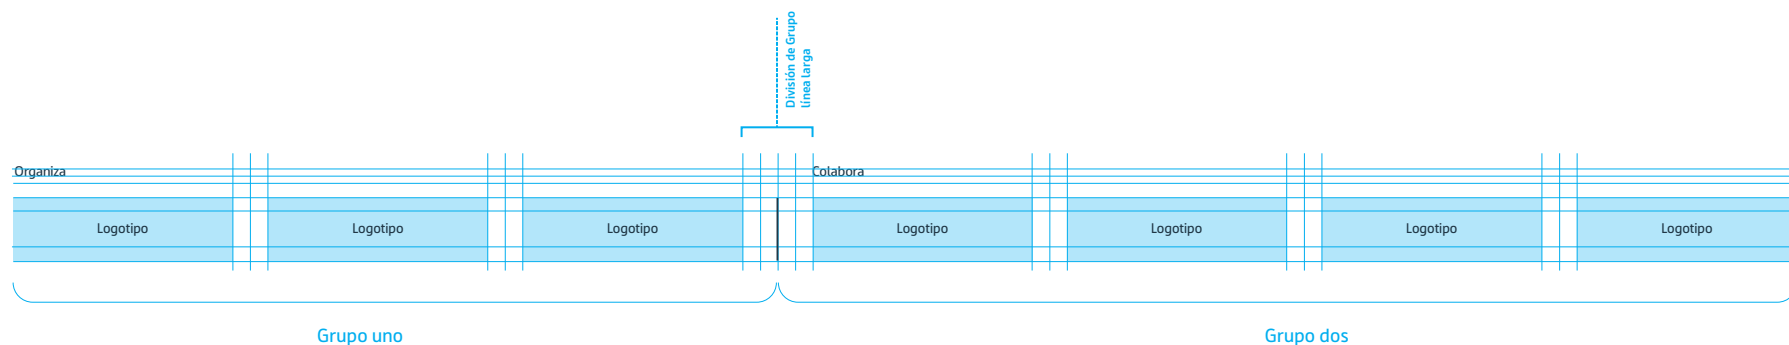 División de Grupo
línea larga
Organiza
Colabora
Logotipo
Logotipo
Logotipo
Logotipo
Logotipo
Logotipo
Logotipo
Grupo uno
Grupo dos